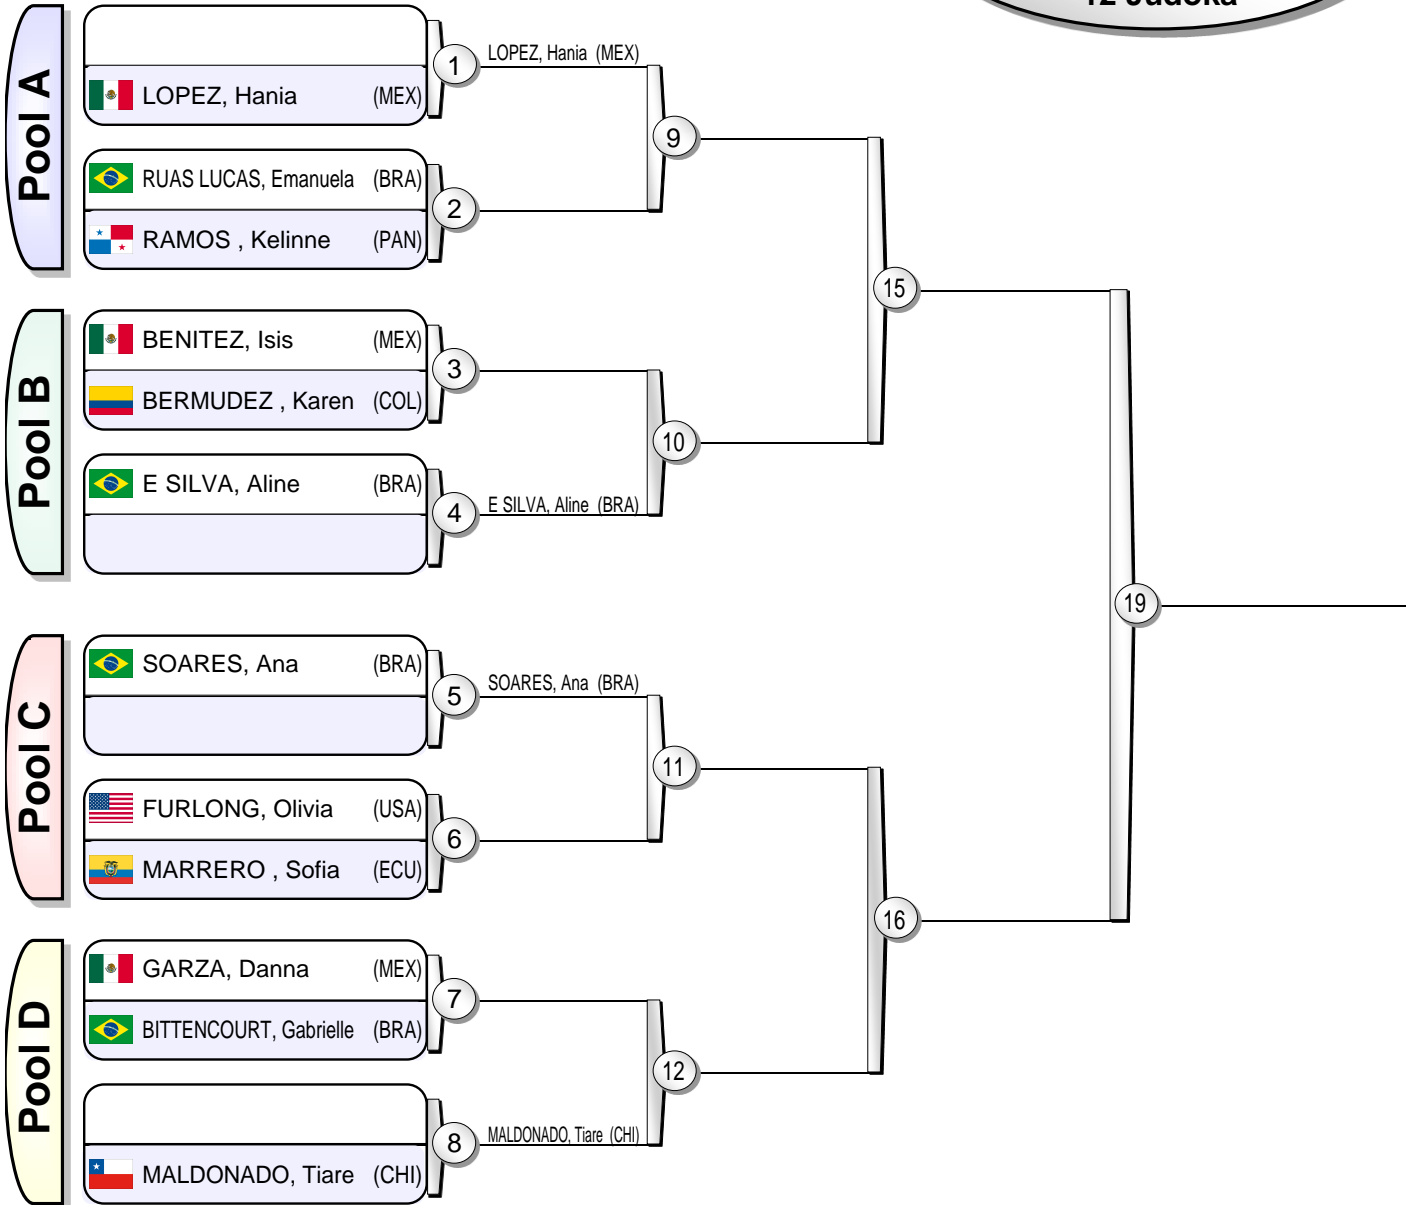 12 Judoka
Pool A
1
LOPEZ, Hania (MEX)
LOPEZ, Hania (MEX)
9
RUAS LUCAS, Emanuela (BRA)
2
RAMOS , Kelinne (PAN)
15
Pool B
BENITEZ, Isis (MEX)
3
BERMUDEZ , Karen (COL)
10
E SILVA, Aline (BRA)
4
E SILVA, Aline (BRA)
19
Pool C
SOARES, Ana (BRA)
5
SOARES, Ana (BRA)
11
FURLONG, Olivia (USA)
6
MARRERO , Sofia (ECU)
16
Pool D
GARZA, Danna (MEX)
7
BITTENCOURT, Gabrielle (BRA)
12
8
MALDONADO, Tiare (CHI)
MALDONADO, Tiare (CHI)